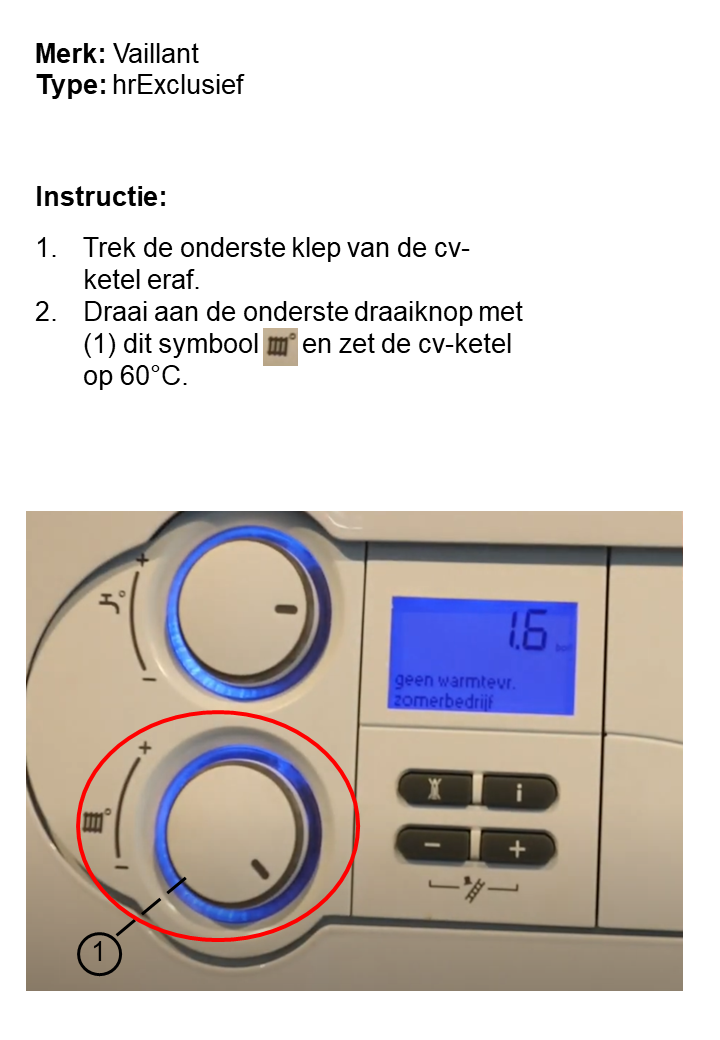 Merk: Vaillant
Type: hrExclusief
Instructie:
1. Trek de onderste klep van de cv-
ketel eraf.
2. Draai aan de onderste draaiknop met
(1) dit symbool en zet de cv-ketel
op 60°C.
+
–
1.6 bar
geen warmtevr.
zomerbedrijf
+
–
i
– +
1